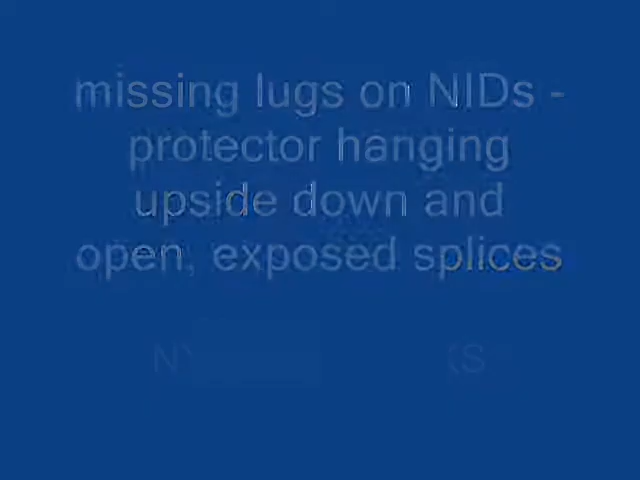 missing lugs on NIDs -
protector hanging
upside down and
open, exposed splices